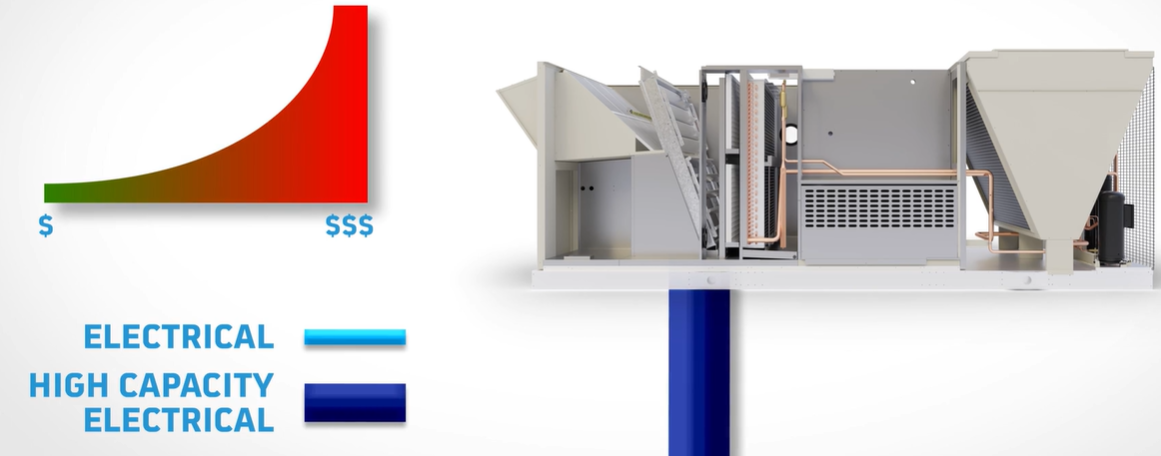 $ $$$
ELECTRICAL
HIGH CAPACITY
ELECTRICAL